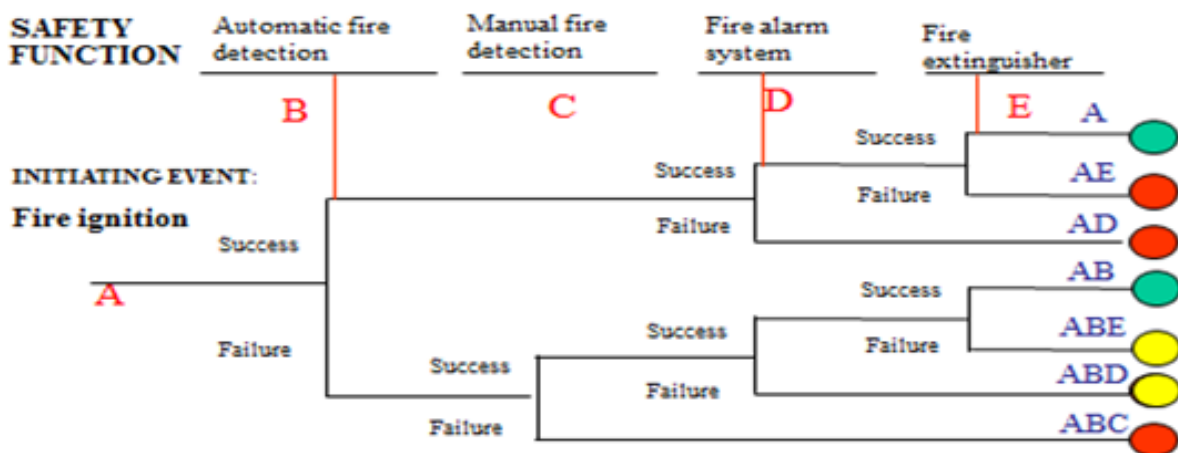 SAFETY
FUNCTION
Automatic fire
detection
Manual fire
detection
Fire alarm
system
Fire
extinguisher
B
C
D
E
A
Success
AE
INITIATING EVENT:
Success
Failure
Fire ignition
AD
Failure
Success
AB
A
Success
Success
ABE
Failure
Failure
Success
ABD
Failure
ABC
Failure